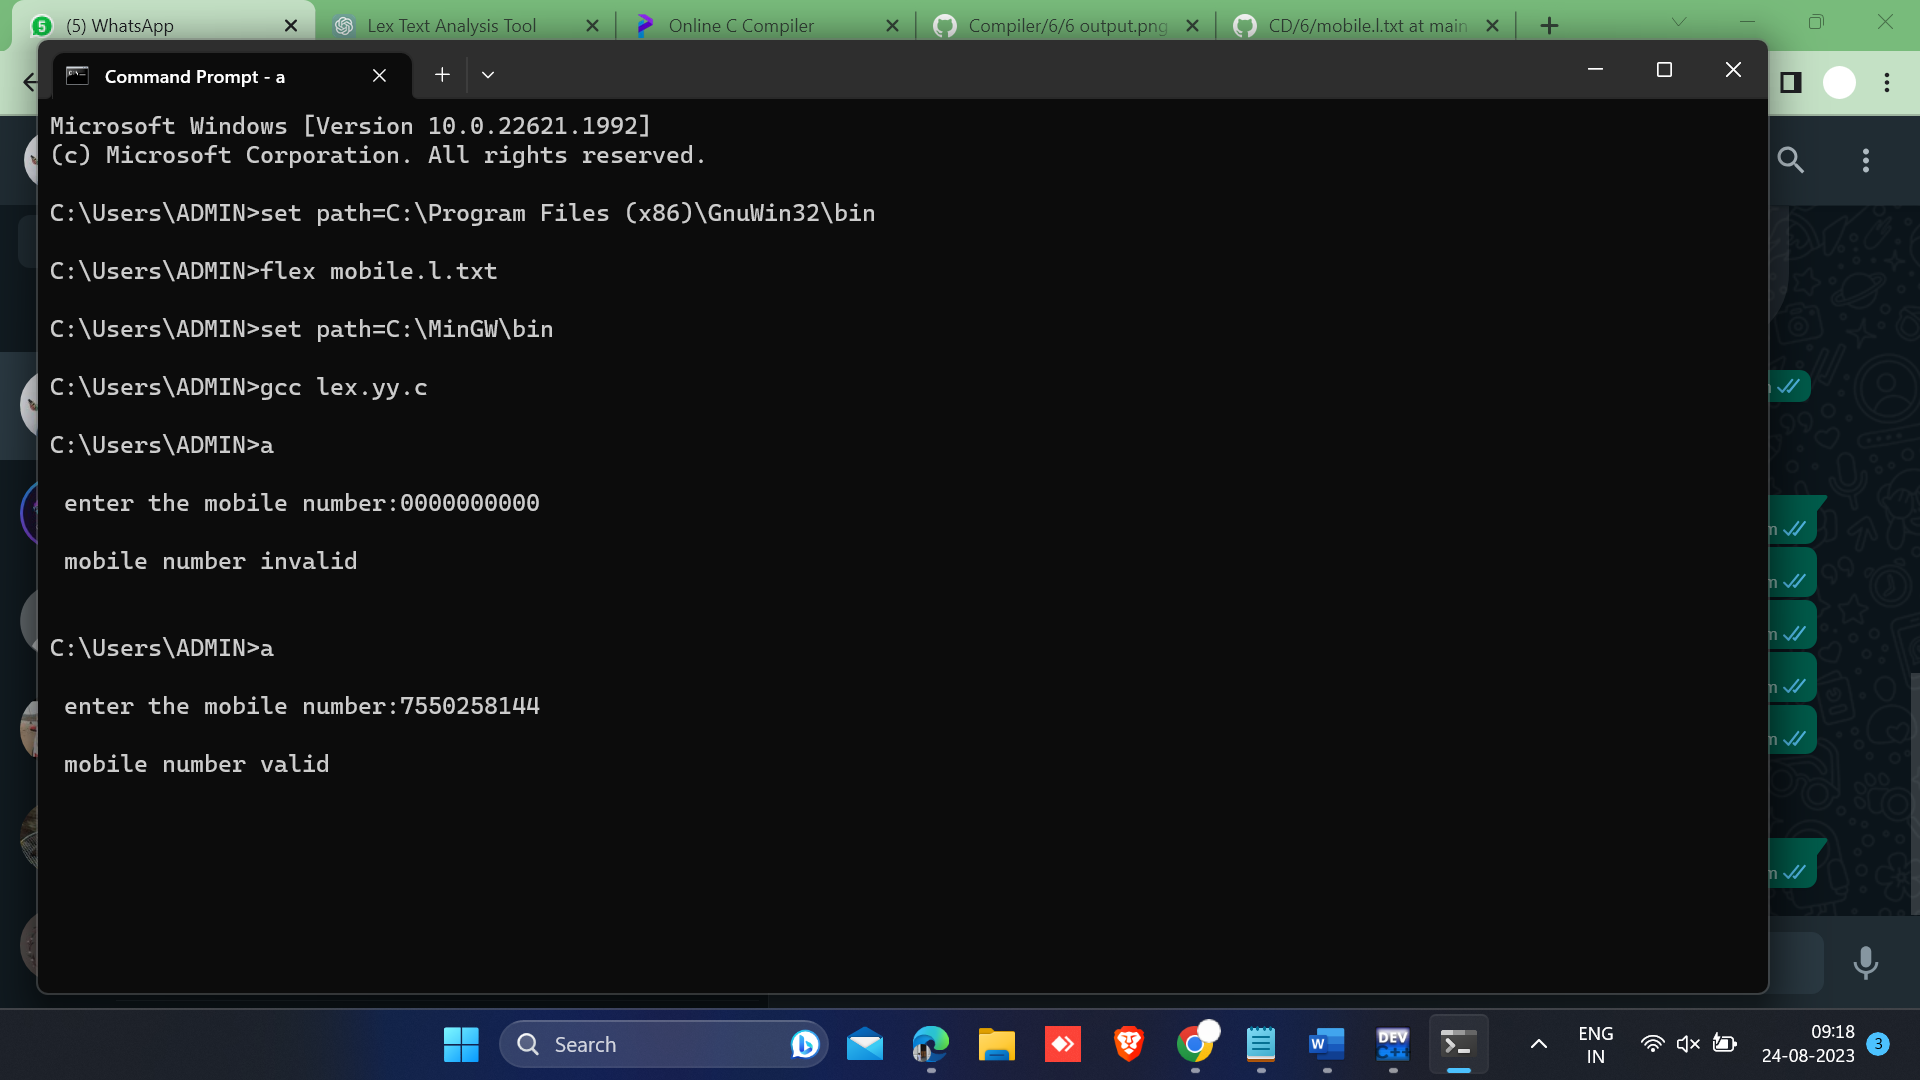 (5) WhatsApp
Lex Text Analysis Tool
Online C Compiler
Compiler/6/6 output.png
CD/6/mobile.l.txt at main
Command Prompt - a
Microsoft Windows [Version 10.0.22621.1992]
(c) Microsoft Corporation. All rights reserved.
C:\Users\ADMIN>set path=C:\Program Files (x86)\GnuWin32\bin
C:\Users\ADMIN>flex mobile.l.txt
C:\Users\ADMIN>set path=C:\MinGW\bin
C:\Users\ADMIN>gcc lex.yy.c
C:\Users\ADMIN>a
enter the mobile number:0000000000
mobile number invalid
C:\Users\ADMIN>a
enter the mobile number:7550258144
mobile number valid
Search
DEV
C++
ENG
IN
09:18
24-08-2023
3